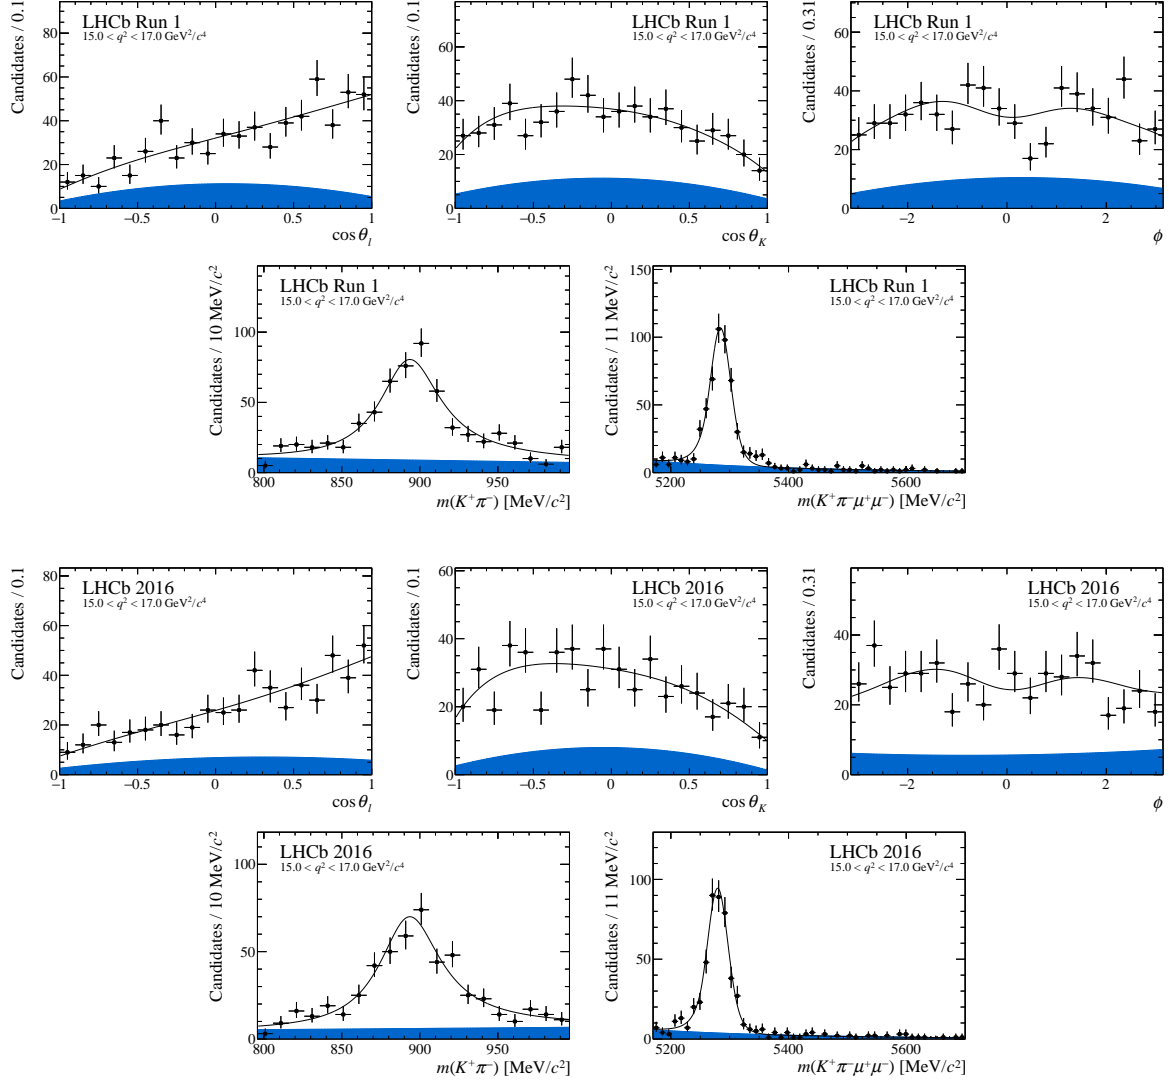 Candidates / 0.1
LHCb Run 1
15.0 < q² < 17.0 GeV²/c⁴
80
60
40
20
0
−1 −0.5 0 0.5 1
cos θ_l
Candidates / 0.1
LHCb Run 1
15.0 < q² < 17.0 GeV²/c⁴
60
40
20
0
−1 −0.5 0 0.5 1
cos θ_K
Candidates / 0.31
LHCb Run 1
15.0 < q² < 17.0 GeV²/c⁴
60
40
20
0
−2 0 2
ϕ
Candidates / 10 MeV/c²
LHCb Run 1
15.0 < q² < 17.0 GeV²/c⁴
100
50
0
800 850 900 950
m(K⁺π⁻) [MeV/c²]
Candidates / 11 MeV/c²
LHCb Run 1
15.0 < q² < 17.0 GeV²/c⁴
150
100
50
0
5200 5400 5600
m(K⁺π⁻μ⁺μ⁻) [MeV/c²]
Candidates / 0.1
LHCb 2016
15.0 < q² < 17.0 GeV²/c⁴
80
60
40
20
0
−1 −0.5 0 0.5 1
cos θ_l
Candidates / 0.1
LHCb 2016
15.0 < q² < 17.0 GeV²/c⁴
60
40
20
0
−1 −0.5 0 0.5 1
cos θ_K
Candidates / 0.31
LHCb 2016
15.0 < q² < 17.0 GeV²/c⁴
40
20
0
−2 0 2
ϕ
Candidates / 10 MeV/c²
LHCb 2016
15.0 < q² < 17.0 GeV²/c⁴
100
50
0
800 850 900 950
m(K⁺π⁻) [MeV/c²]
Candidates / 11 MeV/c²
LHCb 2016
15.0 < q² < 17.0 GeV²/c⁴
100
50
0
5200 5400 5600
m(K⁺π⁻μ⁺μ⁻) [MeV/c²]